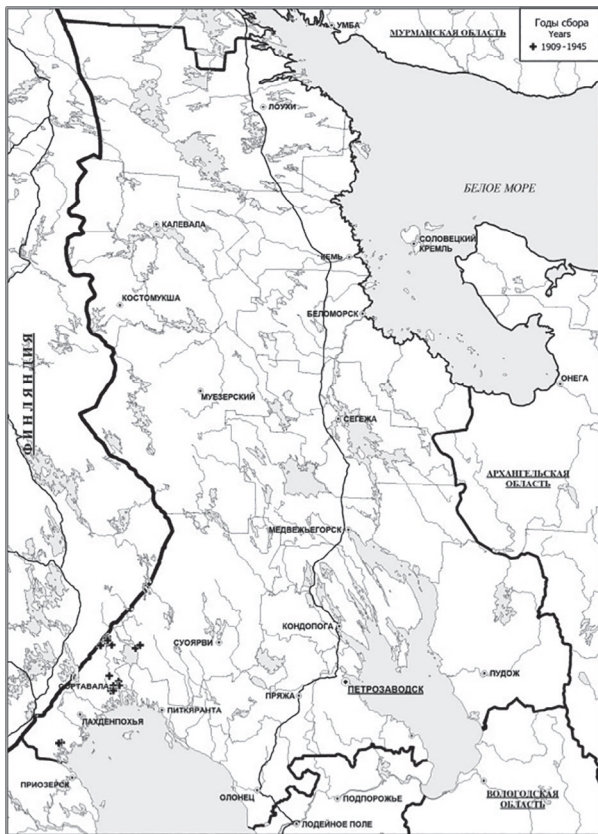 Годы сбора
Years
1909-1945
УМБА
МУРМАНСКАЯ ОБЛАСТЬ
ЛОУХИ
БЕЛОЕ МОРЕ
КАЛЕВАЛА
СОЛОВЕЦКИЙ
КРЕМЛЬ
КЕМЬ
КОСТОМУКША
БЕЛОМОРСК
ФИНЛЯНДИЯ
ОНЕГА
МУЕЗЕРСКИЙ
СЕГЕЖА
АРХАНГЕЛЬСКАЯ
ОБЛАСТЬ
МЕДВЕЖЬЕГОРСК
КОНДОПОГА
СУОЯРВИ
ПУДОЖ
СОРТАВАЛА
ПЕТРОЗАВОДСК
ПРЯЖА
ПИТКЯРАНТА
ЛАХДЕНПОХЬЯ
ПРИОЗЕРСК
ОЛОНЕЦ
ПОДПОРОЖЬЕ
ВОЛОГОДСКАЯ
ОБЛАСТЬ
ЛОДЕЙНОЕ ПОЛЕ